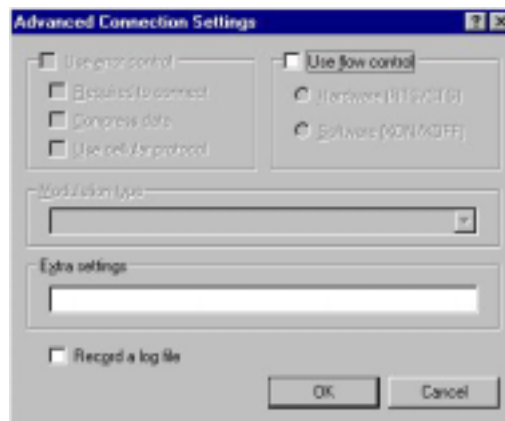 Advanced Connection Settings
Use error control
Required to connect
Compress data
Use cellular protocol
Use flow control
Hardware (RTS/CTS)
Software (XON/XOFF)
Modulation type
Extra settings
Record a log file
OK
Cancel